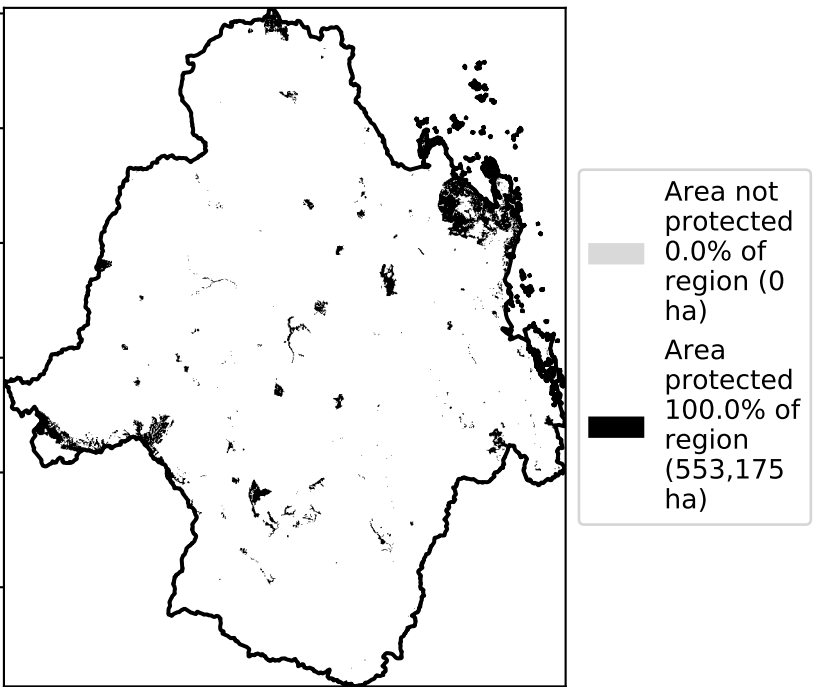 Area not
protected
0.0% of
region (0
ha)
Area
protected
100.0% of
region
(553,175
ha)